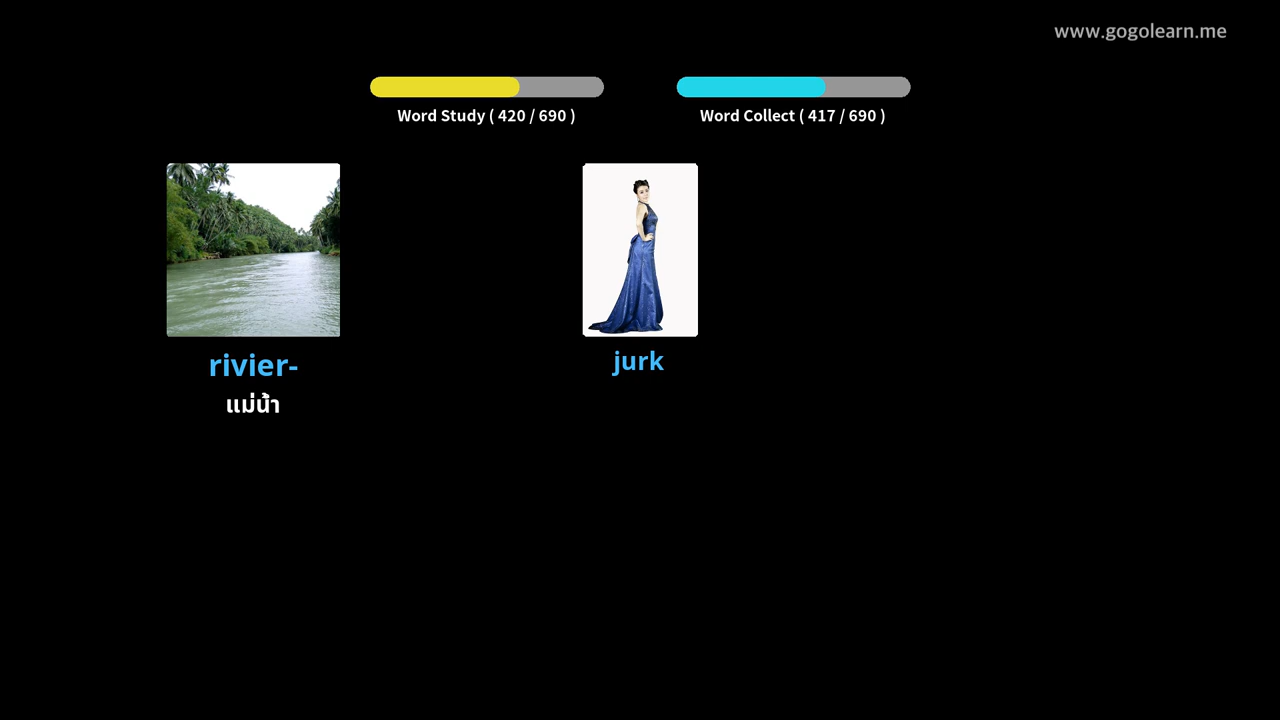 www.gogolearn.me
Word Study ( 420 / 690 )
Word Collect ( 417 / 690 )
rivier-
แม่น้ำ
jurk